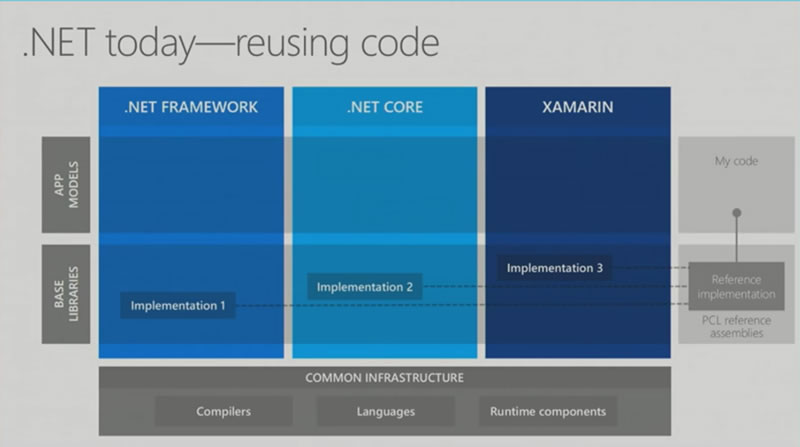 .NET today—reusing code
.NET FRAMEWORK
.NET CORE
XAMARIN
APP
MODELS
My code
BASE
LIBRARIES
Implementation 1
Implementation 2
Implementation 3
Reference
implementation
PCL reference
assemblies
COMMON INFRASTRUCTURE
Compilers
Languages
Runtime components